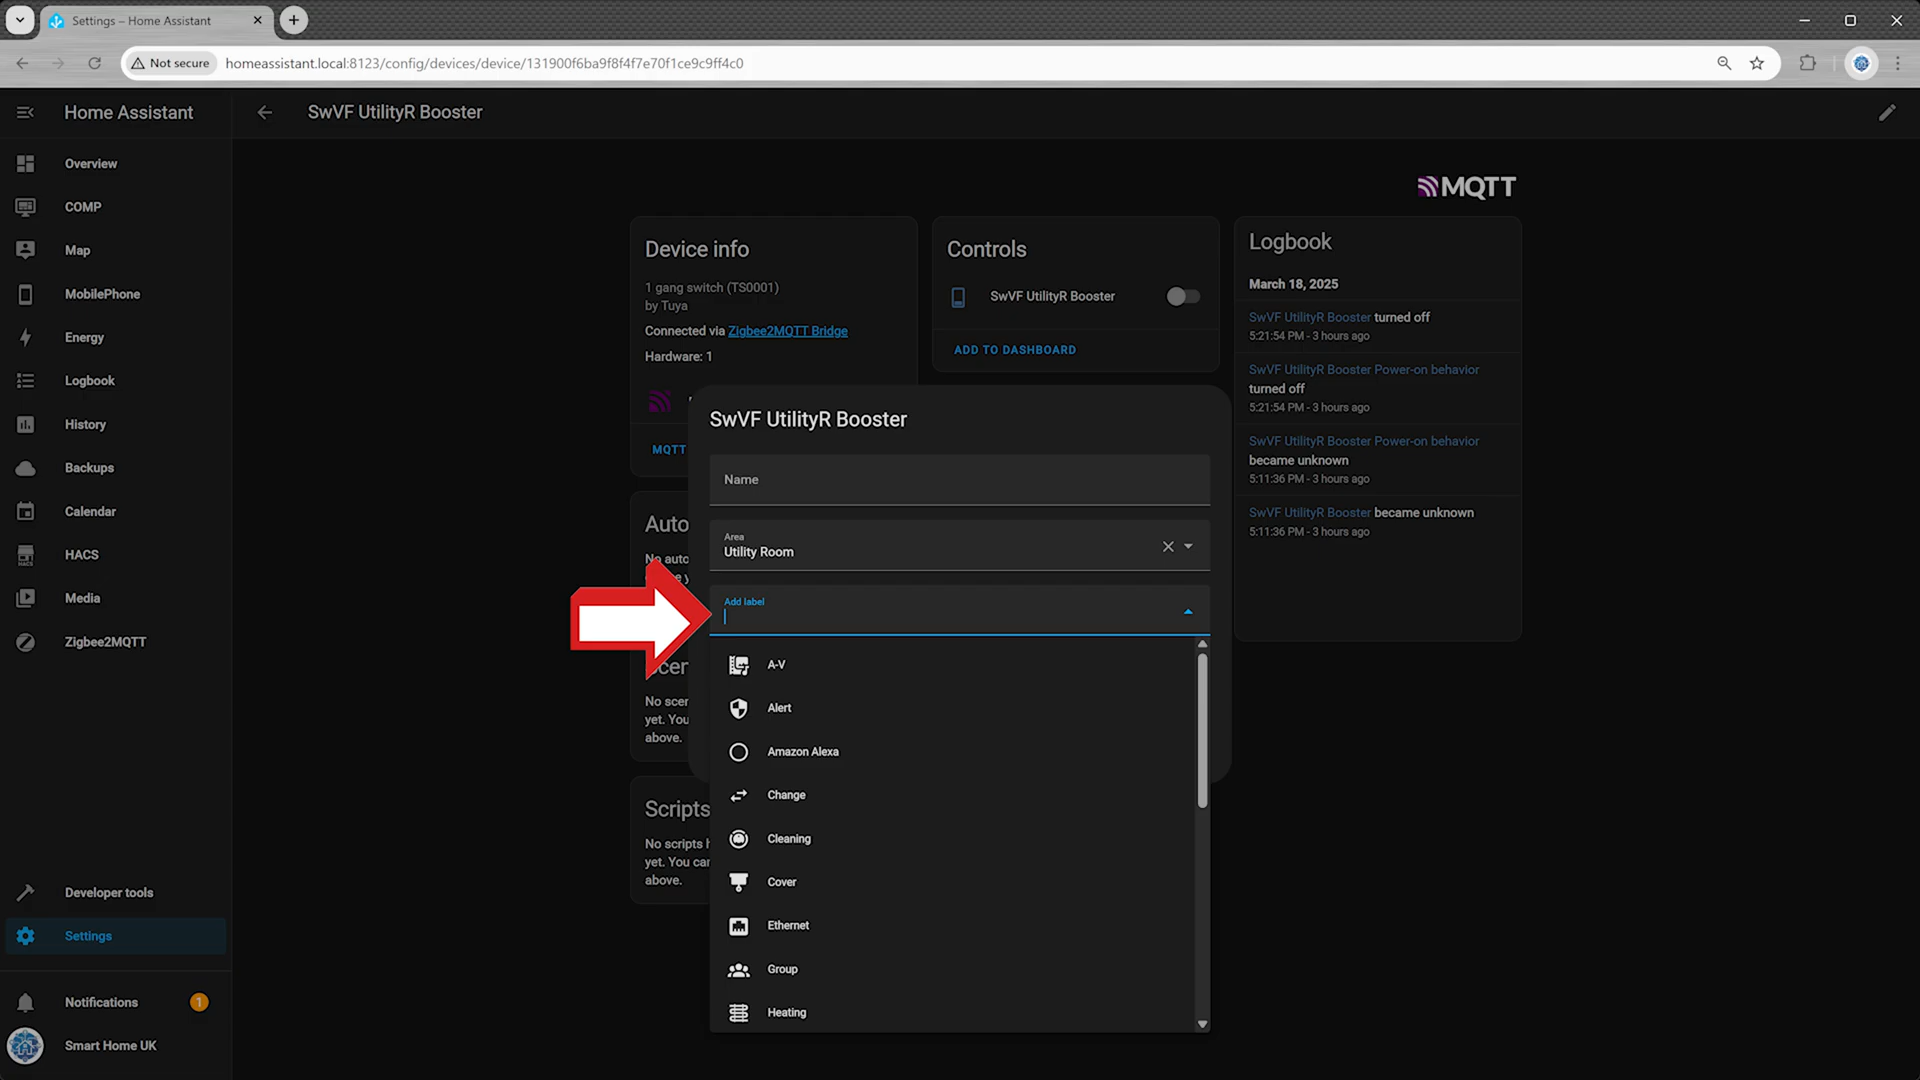 Settings – Home Assistant
Not secure
homeassistant.local:8123/config/devices/device/131900f6ba9f8f4f7e70f1ce9c9ff4c0
Home Assistant
SwVF UtilityR Booster
Overview
COMP
Map
MobilePhone
Energy
Logbook
History
Backups
Calendar
HACS
HACS
Media
Zigbee2MQTT
Developer tools
Settings
Notifications
1
Smart Home UK
MQTT
Device info
1 gang switch (TS0001)
by Tuya
Connected via Zigbee2MQTT Bridge
Hardware: 1
MQTT
Controls
SwVF UtilityR Booster
ADD TO DASHBOARD
Logbook
March 18, 2025
SwVF UtilityR Booster turned off
5:21:54 PM - 3 hours ago
SwVF UtilityR Booster Power-on behavior
turned off
5:21:54 PM - 3 hours ago
SwVF UtilityR Booster Power-on behavior
became unknown
5:11:36 PM - 3 hours ago
SwVF UtilityR Booster became unknown
5:11:36 PM - 3 hours ago
Auto
No auto
Scen
No scen
yet. You
above.
Scripts
No scripts h
yet. You can
above.
SwVF UtilityR Booster
Name
Area
Utility Room
Add label
A-V
Alert
Amazon Alexa
Change
Cleaning
Cover
Ethernet
Group
Heating